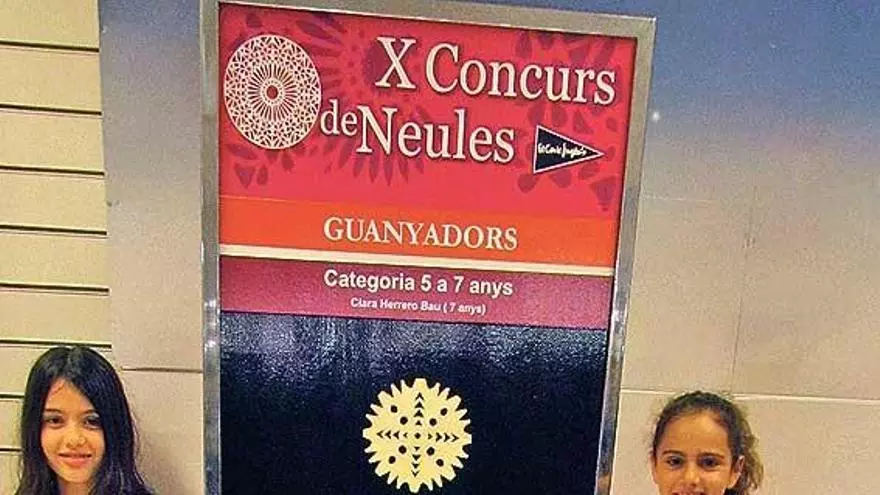 X Concurs
de Neules
El Corte Inglés
GUANYADORS
Categoria 5 a 7 anys
Clara Herrero Bau ( 7 anys)